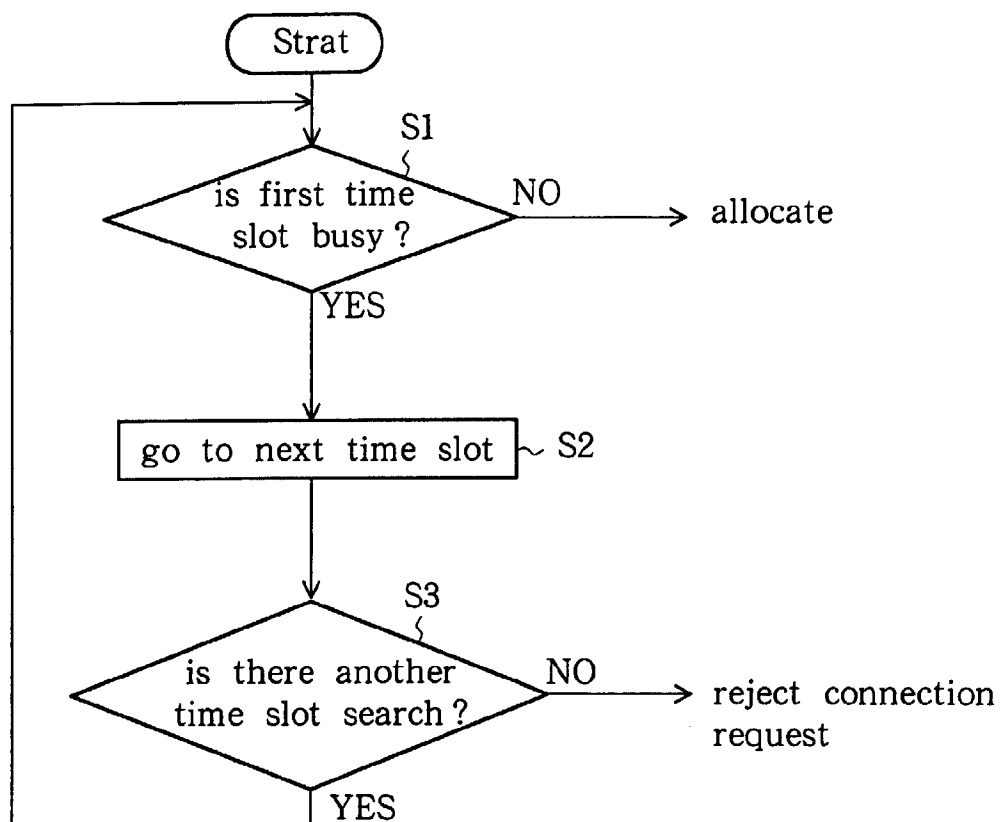 Strat
S1
is first time
slot busy?
NO
allocate
YES
go to next time slot
S2
S3
is there another
time slot search?
NO
reject connection
request
YES